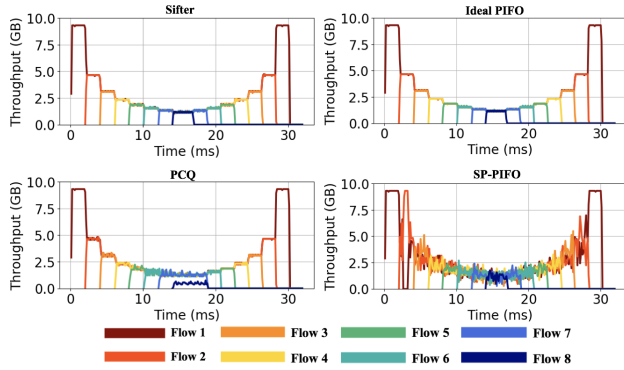 Sifter
Ideal PIFO
Throughput (GB)
10.0
7.5
5.0
2.5
0.0
0
10
20
30
Time (ms)
Throughput (GB)
10.0
7.5
5.0
2.5
0.0
0
10
20
30
Time (ms)
PCQ
SP-PIFO
Throughput (GB)
10.0
7.5
5.0
2.5
0.0
0
10
20
30
Time (ms)
Throughput (GB)
10.0
7.5
5.0
2.5
0.0
0
10
20
30
Time (ms)
Flow 1
Flow 3
Flow 5
Flow 7
Flow 2
Flow 4
Flow 6
Flow 8